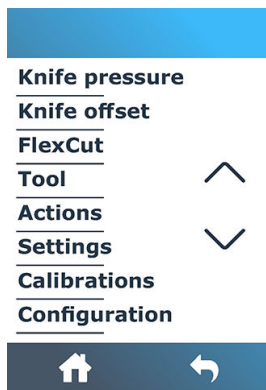 Knife pressure
Knife offset
FlexCut
Tool
Actions
Settings
Calibrations
Configuration